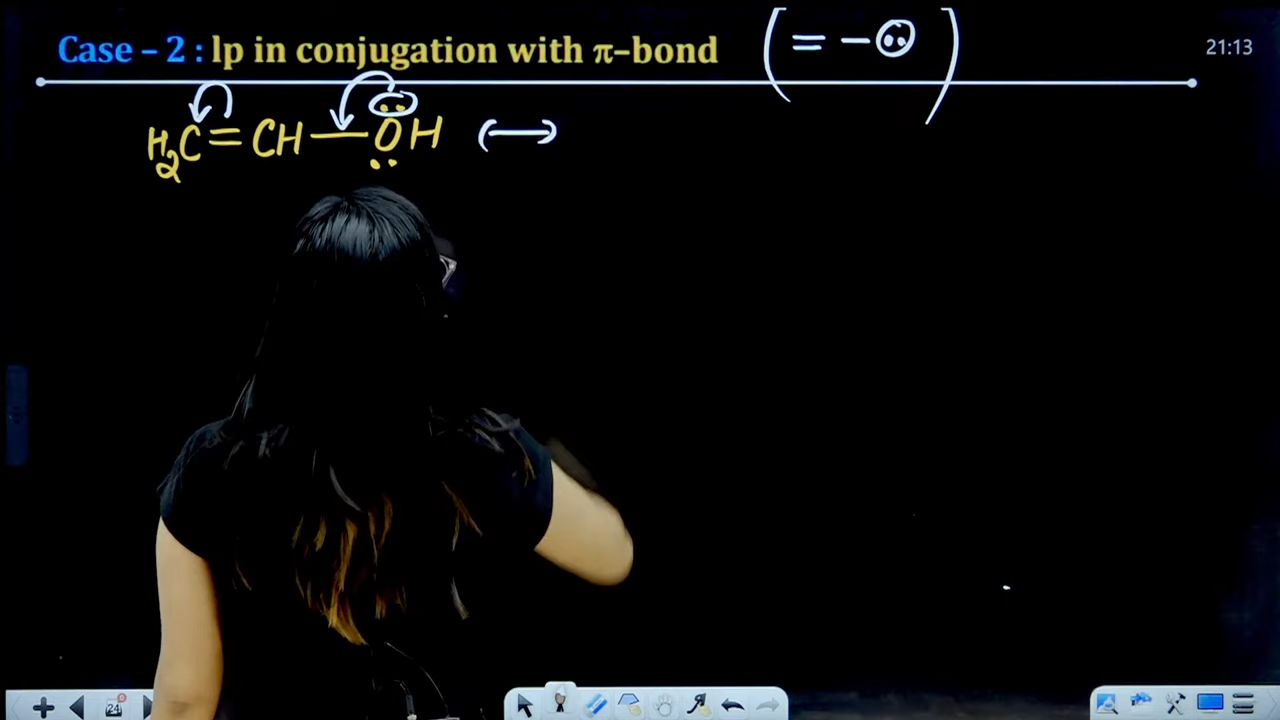 Case – 2 : lp in conjugation with π–bond (= – :)
21:13
H₂C = CH — ÖH ⟷
24